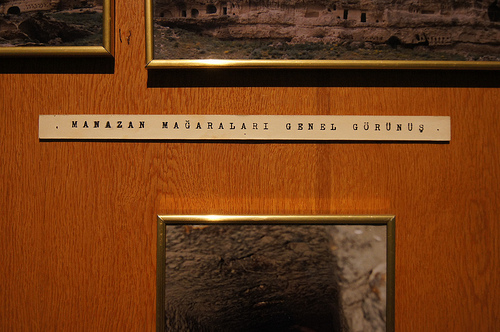 . MANAZAN MAĞARALARI GENEL GÖRÜNÜŞ .